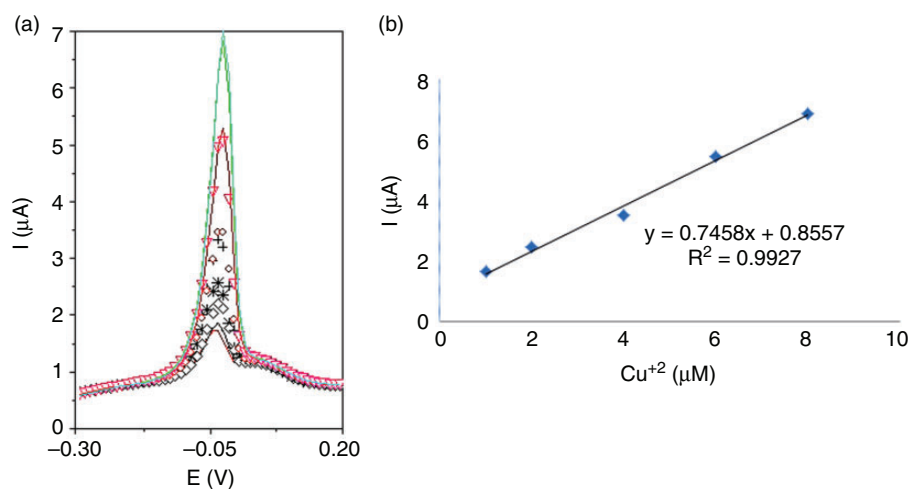 (a)
7
6
5
4
3
2
1
0
I (μA)
–0.30
–0.05
0.20
E (V)
(b)
8
6
4
2
0
I (μA)
y = 0.7458x + 0.8557
R² = 0.9927
0
2
4
6
8
10
Cu⁺² (μM)